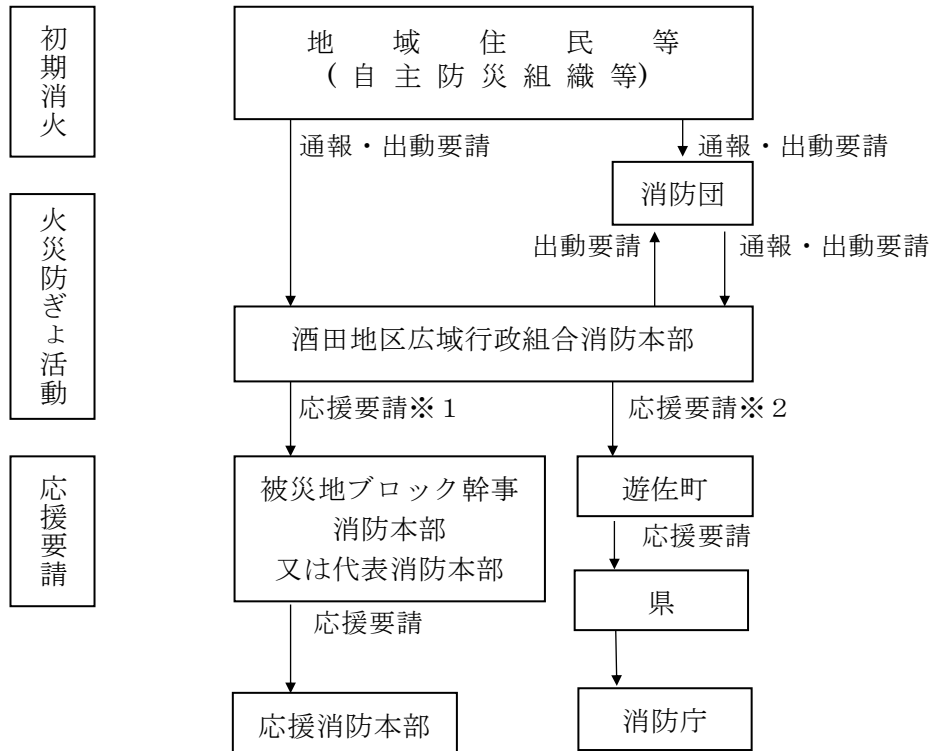 初期消火
地域住民等
(自主防災組織等)
通報・出動要請
通報・出動要請
消防団
火災防ぎょ活動
出動要請
通報・出動要請
酒田地区広域行政組合消防本部
応援要請※1
応援要請※2
応援要請
被災地ブロック幹事
消防本部
又は代表消防本部
遊佐町
応援要請
県
応援要請
応援消防本部
消防庁